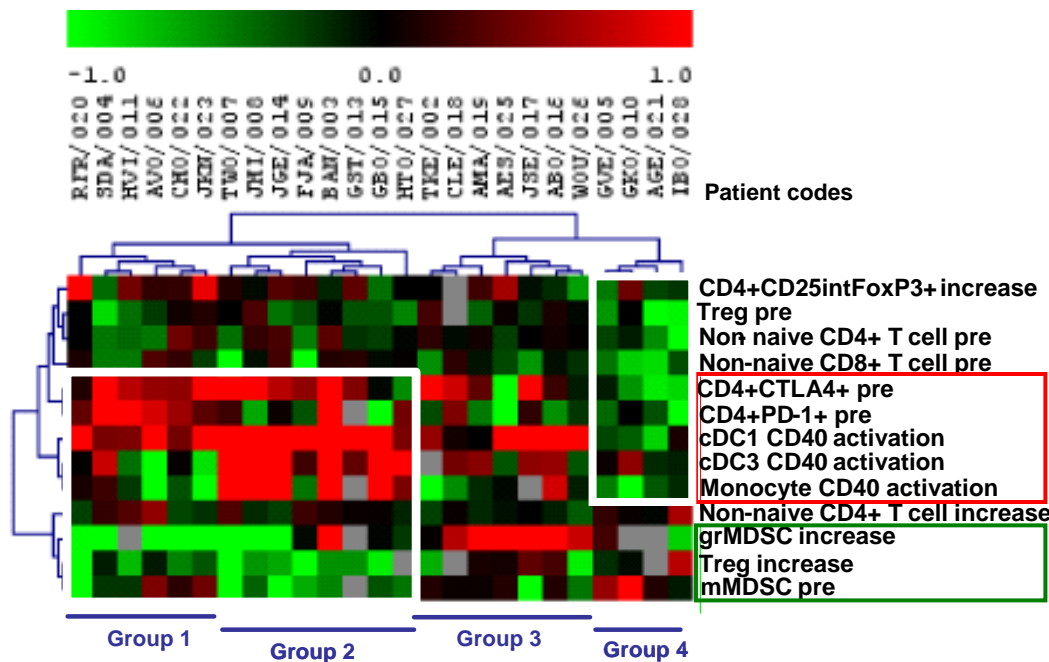 -1.0 0.0 1.0
RFR/020 SDA/004 HVI/011 AVO/006 CHO/022 JKN/023 TWO/007 JHI/008 JGE/014 FJA/009 BAN/003 GST/013 GBO/015 HTO/027 TKE/002 CLE/018 AMA/019 AES/025 JSE/017 ABO/016 WOU/026 GVE/005 GKO/010 AGE/021 IBO/028
Patient codes
CD4+CD25intFoxP3+ increase
Treg pre
Non- naive CD4+ T cell pre
Non-naive CD8+ T cell pre
CD4+CTLA4+ pre
CD4+PD-1+ pre
cDC1 CD40 activation
cDC3 CD40 activation
Monocyte CD40 activation
Non-naive CD4+ T cell increase
grMDSC increase
Treg increase
mMDSC pre
Group 1 Group 2 Group 3 Group 4